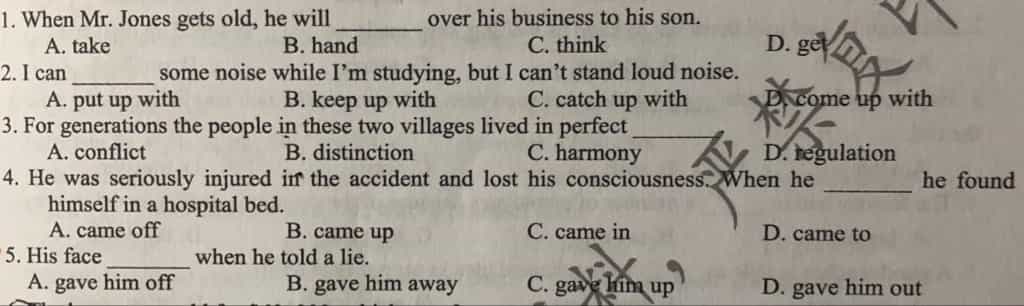 1. When Mr. Jones gets old, he will ________ over his business to his son.
A. take B. hand C. think D. get
2. I can ________ some noise while I'm studying, but I can't stand loud noise.
A. put up with B. keep up with C. catch up with D. come up with
3. For generations the people in these two villages lived in perfect ________
A. conflict B. distinction C. harmony D. regulation
4. He was seriously injured in the accident and lost his consciousness. When he ________ he found
himself in a hospital bed.
A. came off B. came up C. came in D. came to
5. His face ________ when he told a lie.
A. gave him off B. gave him away C. gave him up D. gave him out